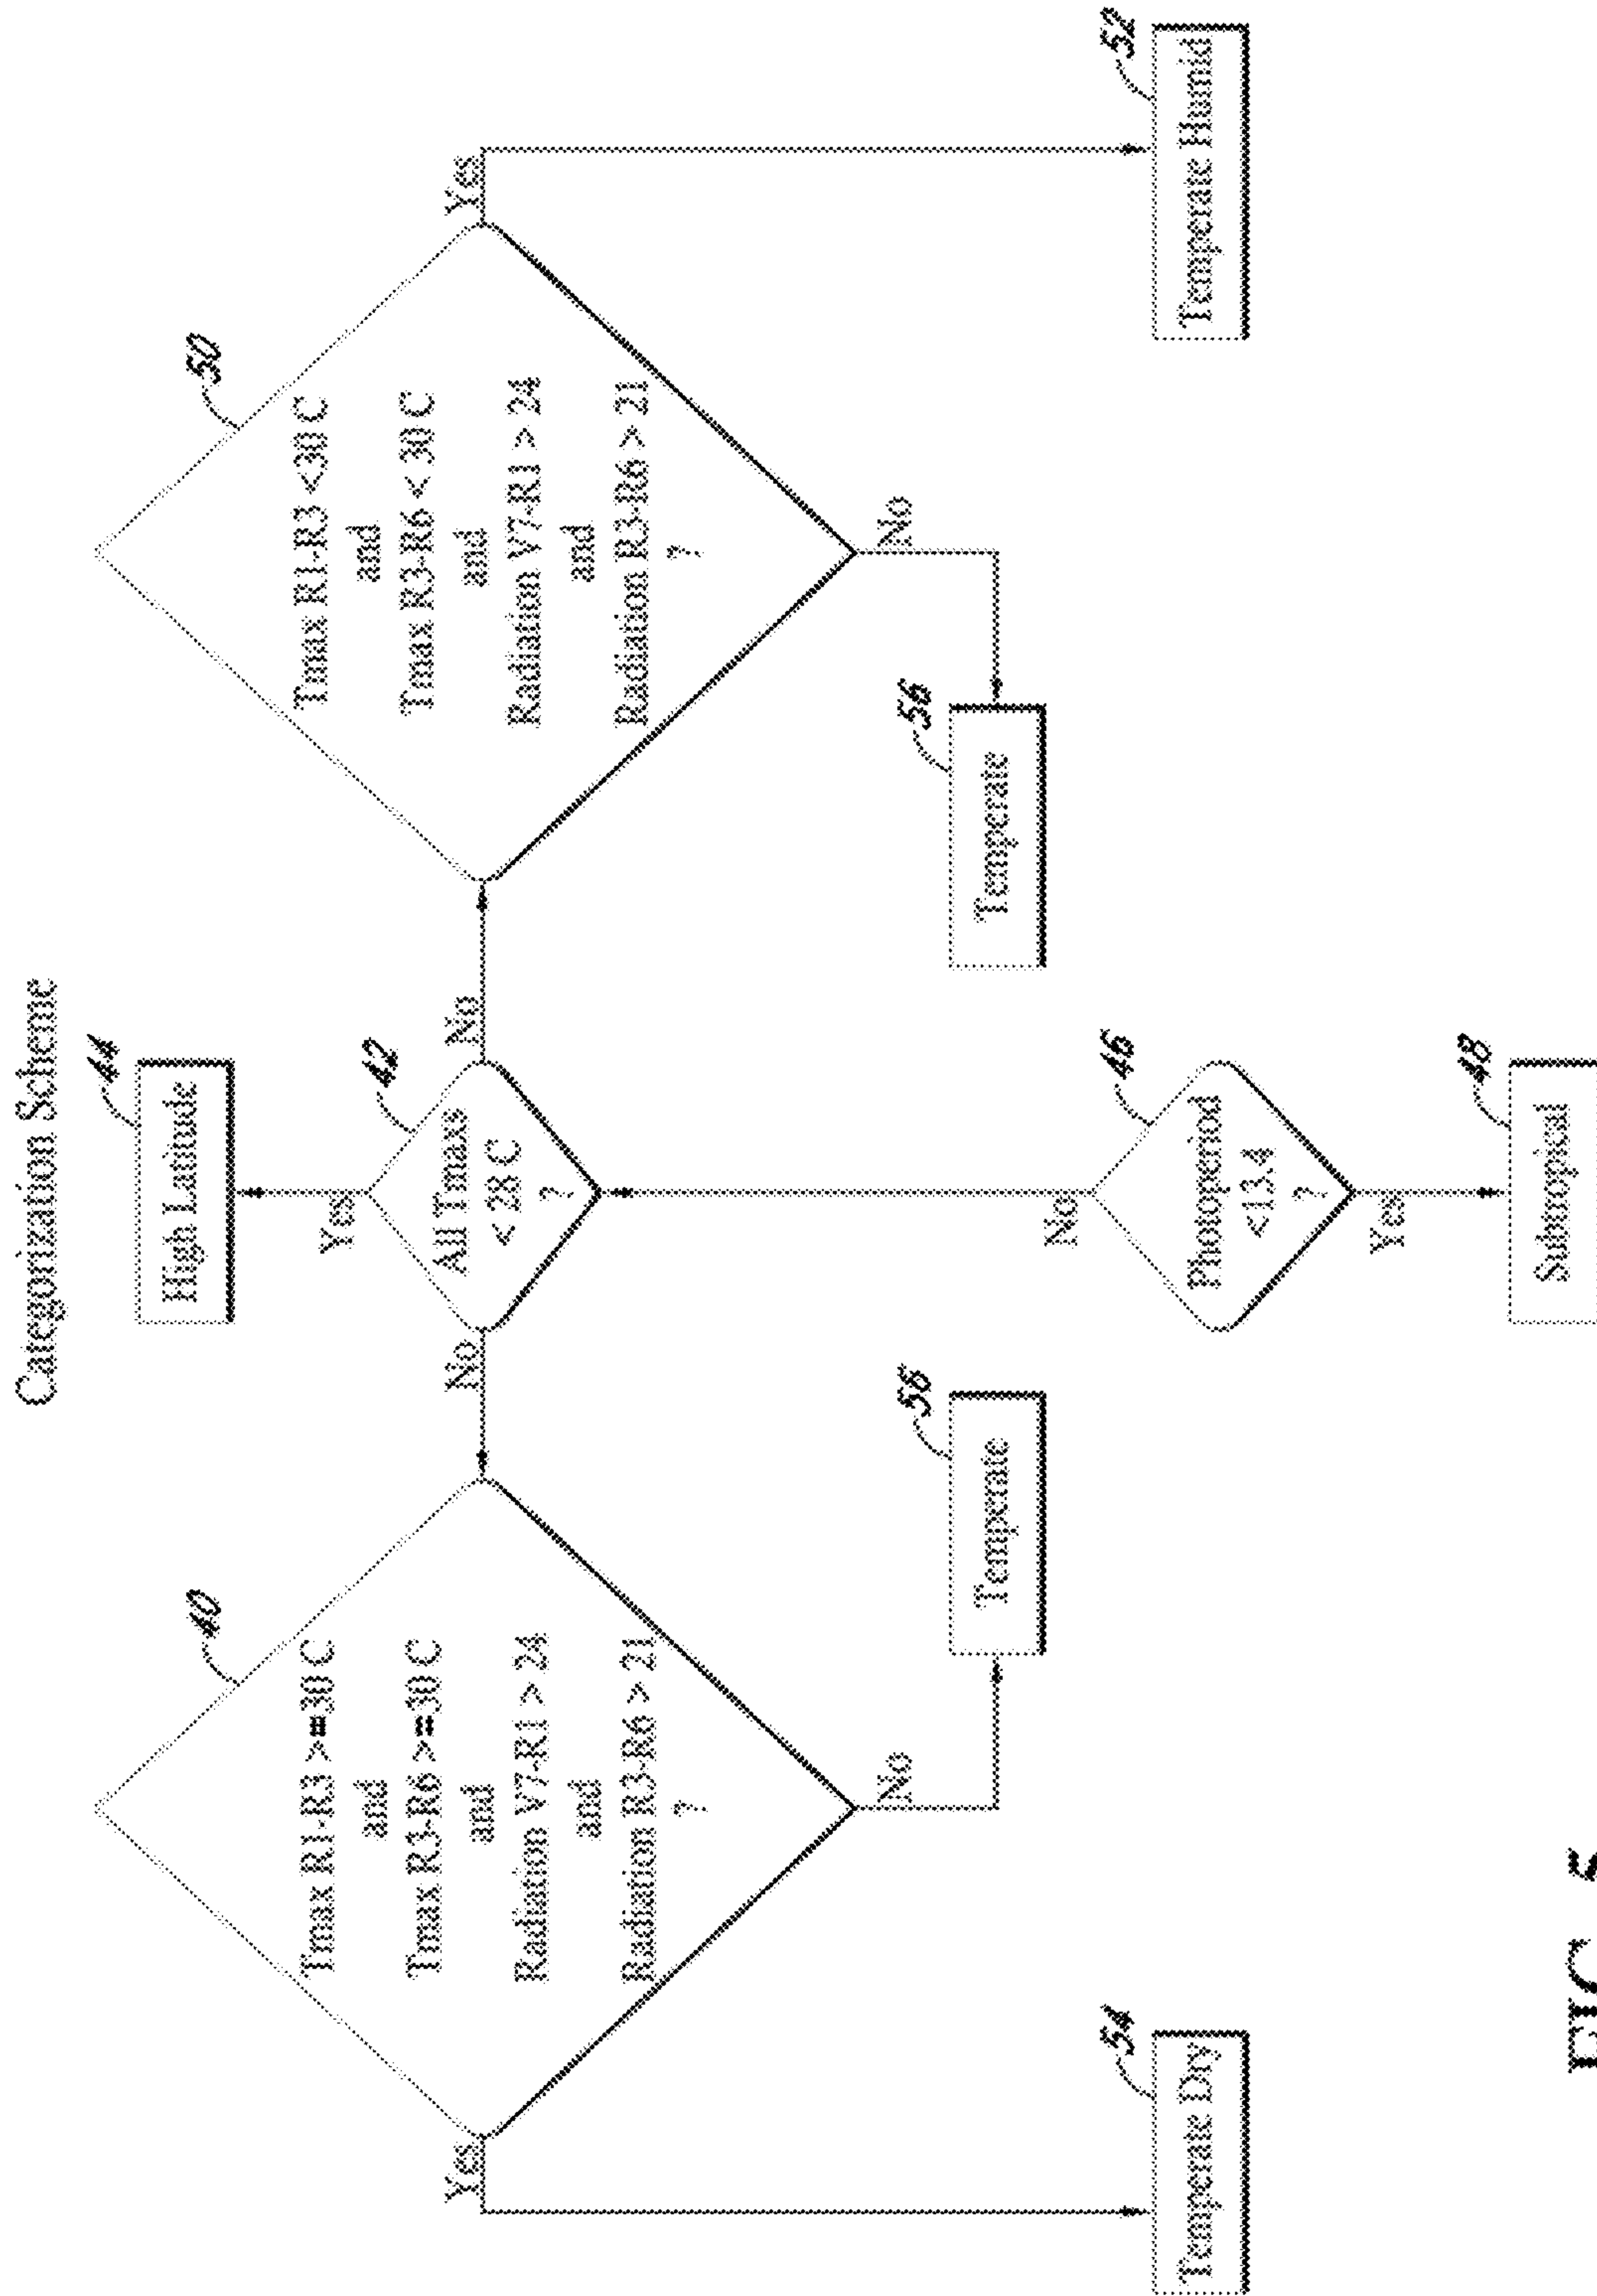 Categorization Scheme
44
High Latitude
Yes
42
All Tmaxs
< 28 C
?
No
No
40
Tmax R1-R3 >=30 C
and
Tmax R3-R6 >=30 C
and
Radiation V7-R1 > 24
and
Radiation R3-R6 > 21
?
Yes
No
50
Tmax R1-R3 <30 C
and
Tmax R3-R6 < 30 C
and
Radiation V7-R1 > 24
and
Radiation R3-R6 > 21
?
Yes
No
56
Temperate
56
Temperate
54
Temperate Dry
No
46
Photoperiod
<13.4
?
Yes
48
Subtropical
52
Temperate Humid
FIG. 5